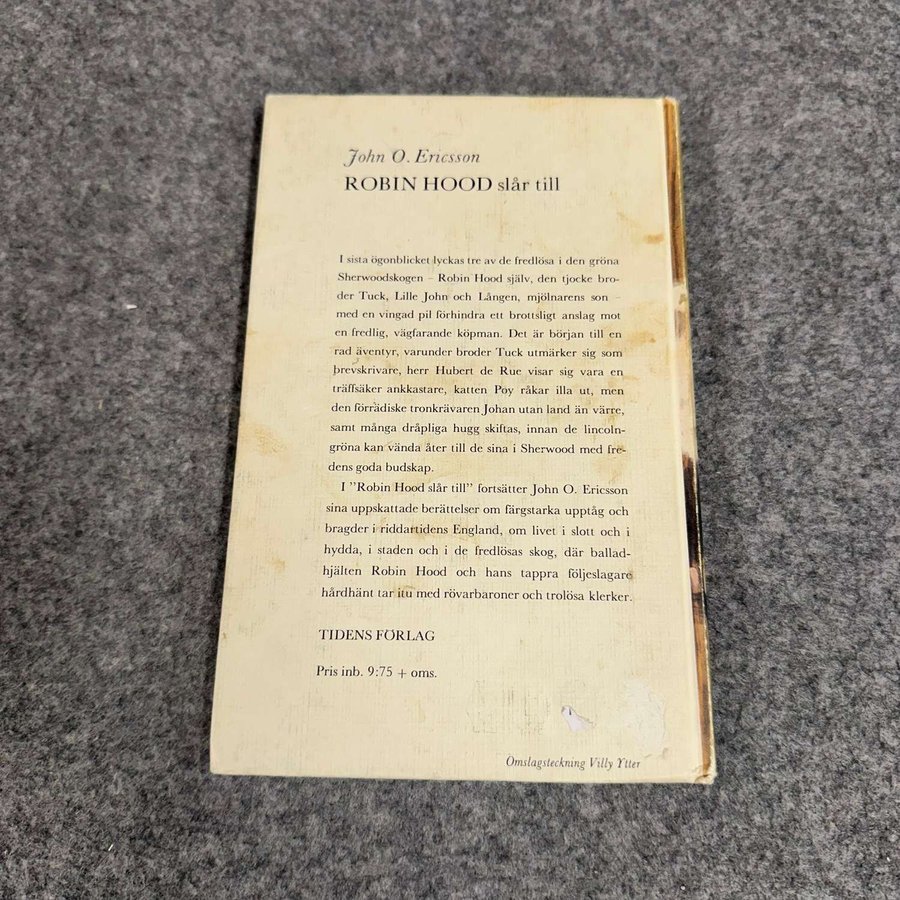 John O. Ericsson
ROBIN HOOD slår till
I sista ögonblicket lyckas tre av de fredlösa i den gröna
Sherwoodskogen – Robin Hood själv, den tjocke bro-
der Tuck, Lille John och Lången, mjölnarens son –
med en vingad pil förhindra ett brottsligt anslag mot
en fredlig, vägfarande köpman. Det är början till en
rad äventyr, varunder broder Tuck utmärker sig som
brevskrivare, herr Hubert de Rue visar sig vara en
träffsäker ankkastare, katten Poy råkar illa ut, men
den förrädiske tronkrävaren Johan utan land än värre,
samt många dråpliga hugg skiftas, innan de lincoln-
gröna kan vända åter till de sina i Sherwood med fre-
dens goda budskap.
I ”Robin Hood slår till” fortsätter John O. Ericsson
sina uppskattade berättelser om färgstarka upptåg och
bragder i riddartidens England, om livet i slott och i
hydda, i staden och i de fredlösas skog, där ballad-
hjälten Robin Hood och hans tappra följeslagare
hårdhänt tar itu med rövarbaroner och trolösa klerker.
TIDENS FÖRLAG
Pris inb. 9:75 + oms.
Omslagsteckning Villy Ytter